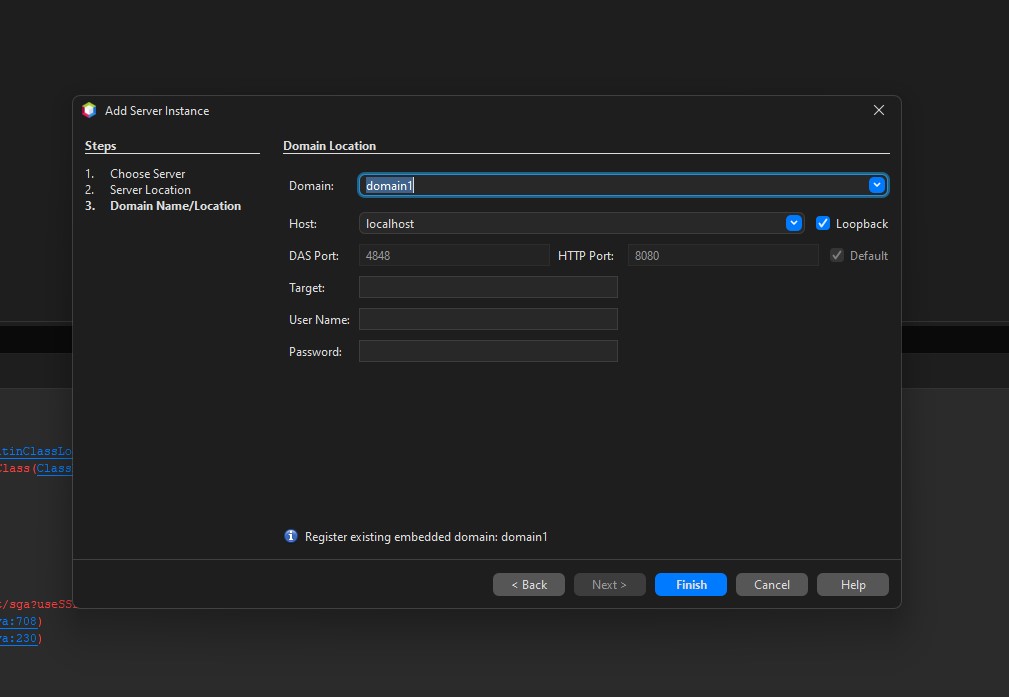 Add Server Instance
Steps
1. Choose Server
2. Server Location
3. Domain Name/Location
Domain Location
Domain: domain1
Host: localhost Loopback
DAS Port: 4848 HTTP Port: 8080 Default
Target:
User Name:
Password:
Register existing embedded domain: domain1
< Back Next > Finish Cancel Help
tinClassLo
Class(Class
/sga?useSS
va:708)
va:230)